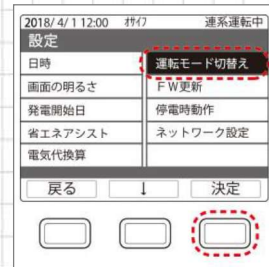 2018/ 4/ 1 12:00 ｵｻｲﾌ 連系運転中
設定
日時 運転モード切替え
画面の明るさ ＦＷ更新
発電開始日 停電時動作
省エネアシスト ネットワーク設定
電気代換算
戻る ↓ 決定